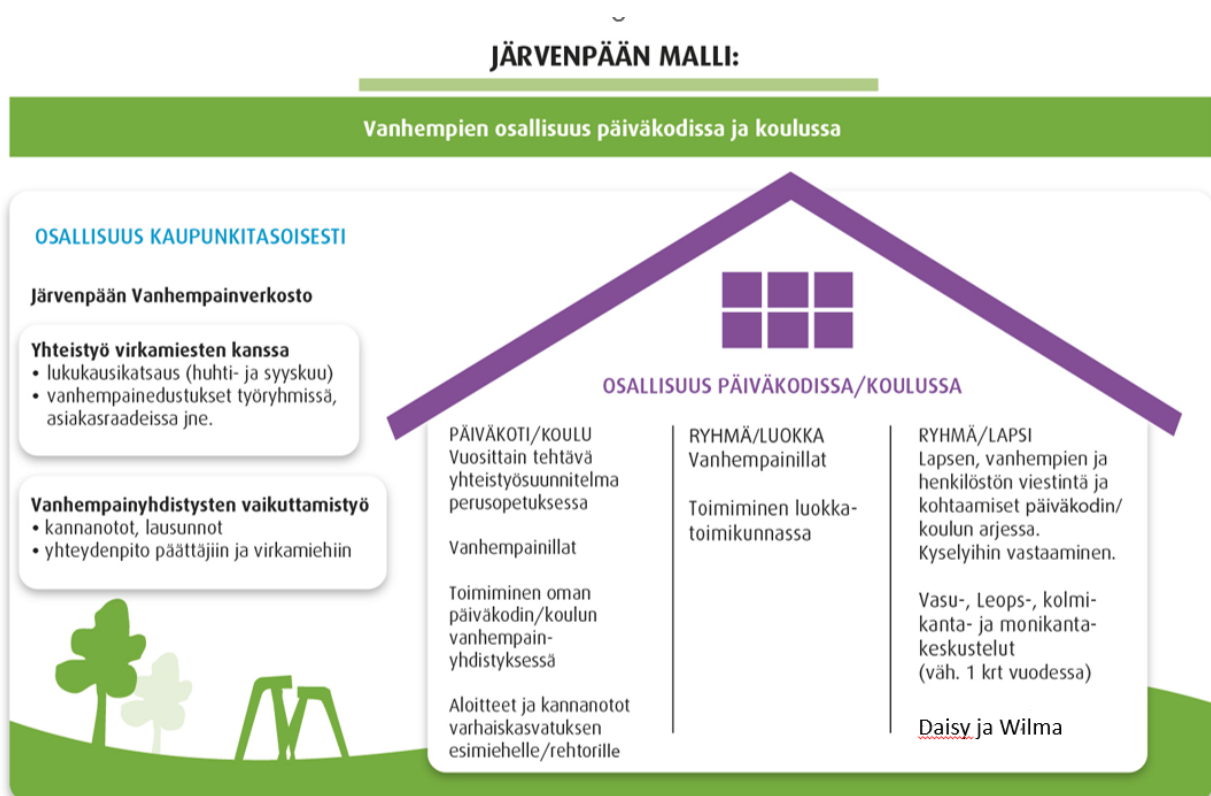 JÄRVENPÄÄN MALLI:
Vanhempien osallisuus päiväkodissa ja koulussa
OSALLISUUS KAUPUNKITASOISESTI
Järvenpään Vanhempainverkosto
Yhteistyö virkamiesten kanssa
• lukukausikatsaus (huhti- ja syyskuu)
• vanhempainedustukset työryhmissä,
asiakasraadeissa jne.
Vanhempainyhdistysten vaikuttamistyö
• kannanotot, lausunnot
• yhteydenpito päättäjiin ja virkamiehiin
OSALLISUUS PÄIVÄKODISSA/KOULUSSA
PÄIVÄKOTI/KOULU
Vuosittain tehtävä
yhteistyösuunnitelma
perusopetuksessa
Vanhempainillat
Toimiminen oman
päiväkodin/koulun
vanhempain-
yhdistyksessä
Aloitteet ja kannanotot
varhaiskasvatuksen
esimiehelle/rehtorille
RYHMÄ/LUOKKA
Vanhempainillat
Toimiminen luokka-
toimikunnassa
RYHMÄ/LAPSI
Lapsen, vanhempien ja
henkilöstön viestintä ja
kohtaamiset päiväkodin/
koulun arjessa.
Kyselyihin vastaaminen.
Vasu-, Leops-, kolmi-
kanta- ja monikanta-
keskustelut
(väh. 1 krt vuodessa)
Daisy ja Wilma